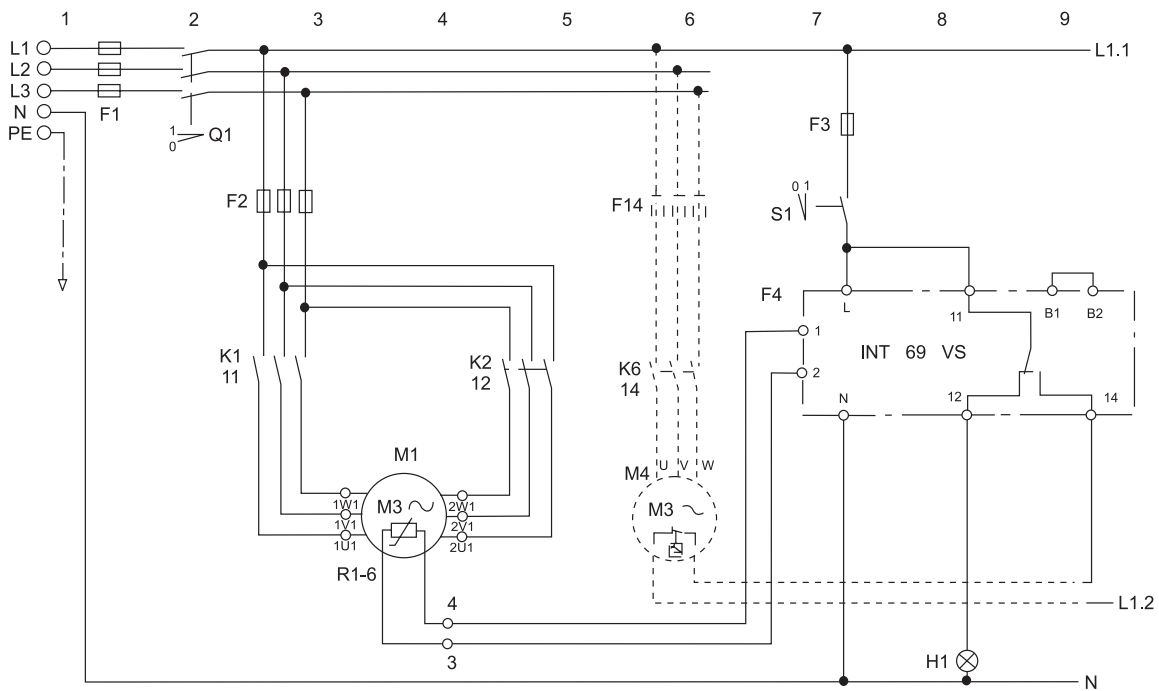 1 2 3 4 5 6 7 8 9
L1 L1.1
L2
L3
N F1
PE 1 0 Q1
F3
F2 F14
0 1
S1
F4 L 11 B1 B2
1
INT 69 VS
2
K1 K2 K6
11 12 14
N 12 14
M1
M4 U V W
1W1 M3 2W1
1V1 2V1
1U1 2U1
M3
R1-6
4
L1.2
3
H1
N